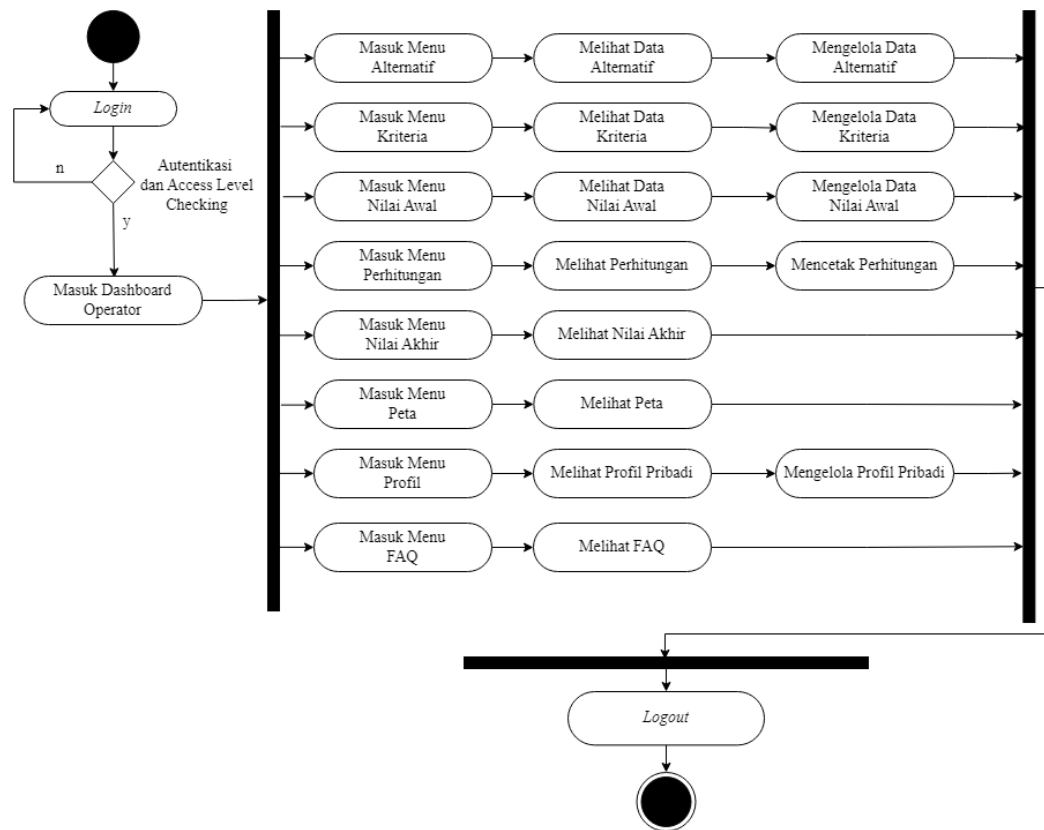 Login
n
Autentikasi
dan Access Level
Checking
y
Masuk Dashboard
Operator
Masuk Menu
Alternatif
Melihat Data
Alternatif
Mengelola Data
Alternatif
Masuk Menu
Kriteria
Melihat Data
Kriteria
Mengelola Data
Kriteria
Masuk Menu
Nilai Awal
Melihat Data
Nilai Awal
Mengelola Data
Nilai Awal
Masuk Menu
Perhitungan
Melihat Perhitungan
Mencetak Perhitungan
Masuk Menu
Nilai Akhir
Melihat Nilai Akhir
Masuk Menu
Peta
Melihat Peta
Masuk Menu
Profil
Melihat Profil Pribadi
Mengelola Profil Pribadi
Masuk Menu
FAQ
Melihat FAQ
Logout